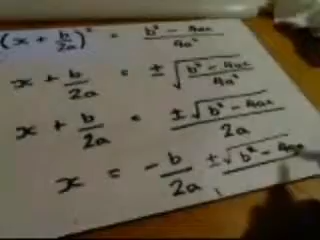 (x + b/2a)² = b² - 4ac/4a²
x + b/2a = ± √b² - 4ac/4a²
x + b/2a = ± √b² - 4ac/2a
x = - b/2a ± √b² - 4ac